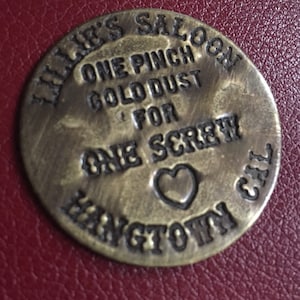 LILLIE'S SALOON
ONE PINCH
GOLD DUST
FOR
ONE SCREW
HANGTOWN CAL